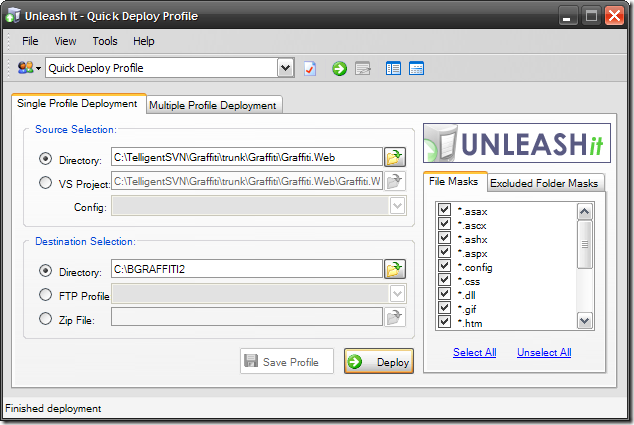 Unleash It - Quick Deploy Profile
File View Tools Help
Quick Deploy Profile
Single Profile Deployment Multiple Profile Deployment
Source Selection:
Directory: C:\TelligentSVN\Graffiti\trunk\Graffiti\Graffiti.Web
VS Project: C:\TelligentSVN\Graffiti\trunk\Graffiti\Graffiti.Web\Graffiti.W
Config:
Destination Selection:
Directory: C:\BGRAFFITI2
FTP Profile
Zip File:
Save Profile Deploy
UNLEASHit
File Masks Excluded Folder Masks
*.asax
*.ascx
*.ashx
*.aspx
*.config
*.css
*.dll
*.gif
*.htm
Select All Unselect All
Finished deployment